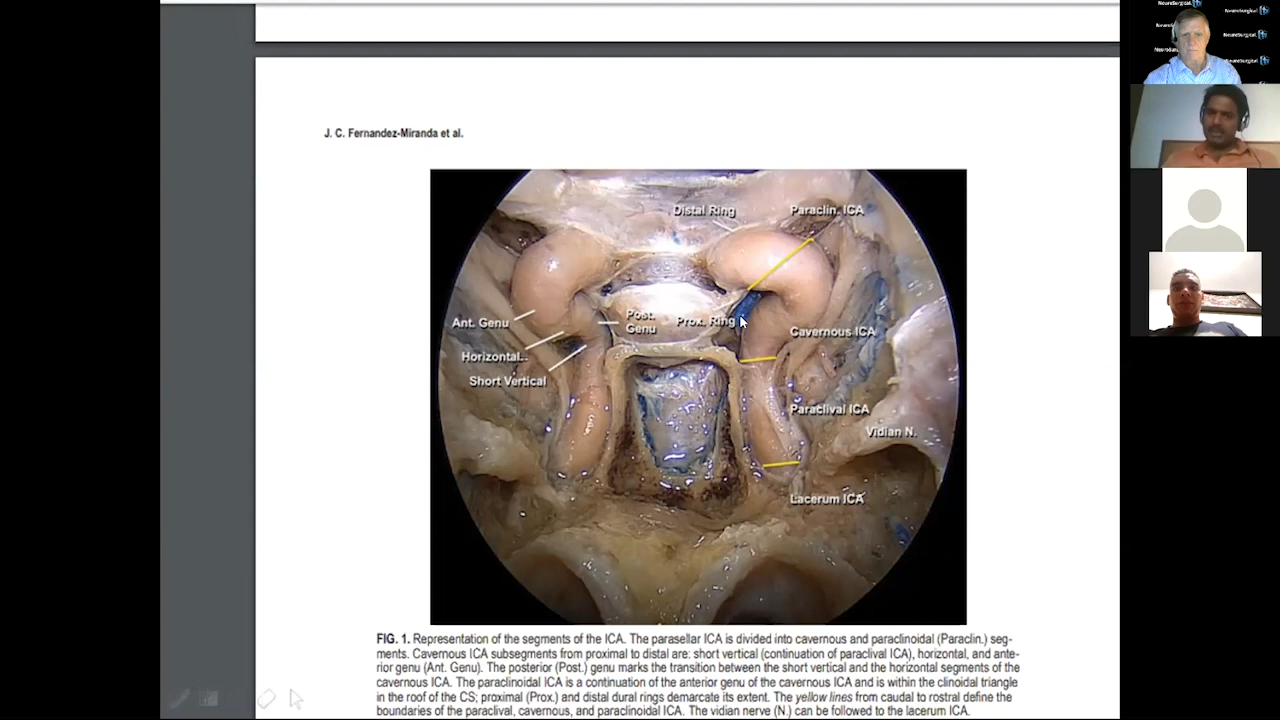 J. C. Fernandez-Miranda et al.
Distal Ring
Paraclin. ICA
Ant. Genu
Post.
Genu
Prox. Ring
Cavernous ICA
Horizontal
Short Vertical
Paraclival ICA
Vidian N.
Lacerum ICA
FIG. 1. Representation of the segments of the ICA. The parasellar ICA is divided into cavernous and paraclinoidal (Paraclin.) seg-
ments. Cavernous ICA subsegments from proximal to distal are: short vertical (continuation of paraclival ICA), horizontal, and ante-
rior genu (Ant. Genu). The posterior (Post.) genu marks the transition between the short vertical and the horizontal segments of the
cavernous ICA. The paraclinoidal ICA is a continuation of the anterior genu of the cavernous ICA and is within the clinoidal triangle
in the roof of the CS; proximal (Prox.) and distal dural rings demarcate its extent. The yellow lines from caudal to rostral define the
boundaries of the paraclival, cavernous, and paraclinoidal ICA. The vidian nerve (N.) can be followed to the lacerum ICA.
NeuroSurgical
NeuroSurgical
NeuroSurgical
NeuroSurgical